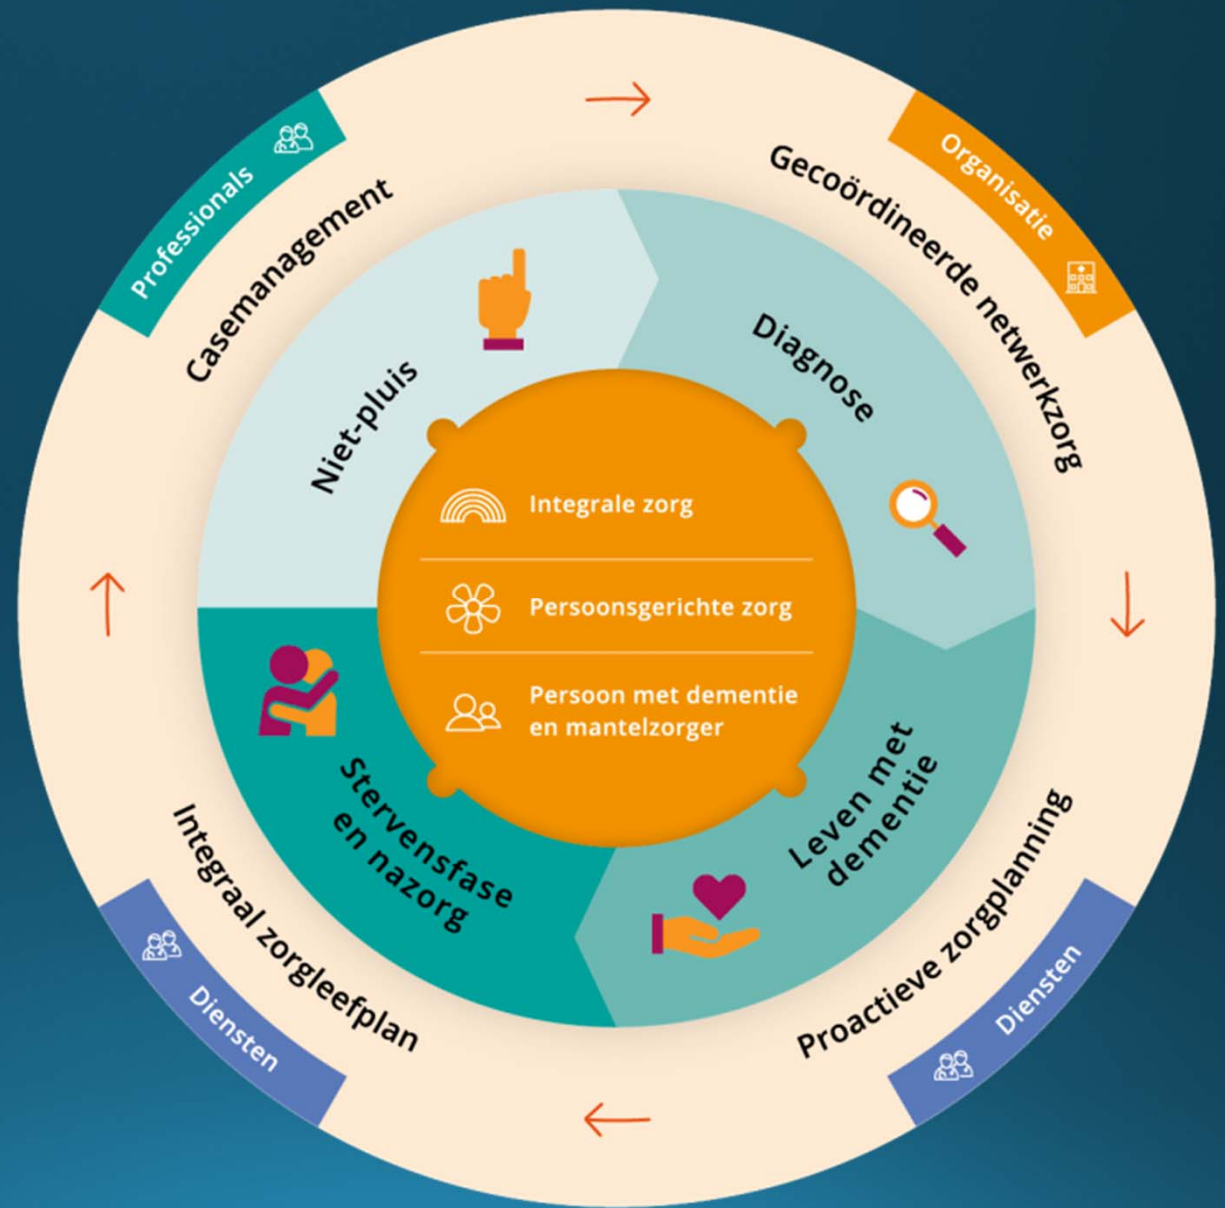 Professionals
Casemanagement
Organisatie
Gecoördineerde netwerkzorg
Niet-pluis
Diagnose
Integrale zorg
Persoonsgerichte zorg
Persoon met dementie
en mantelzorger
Stervensfase
en nazorg
Leven met
dementie
Integraal zorgleefplan
Diensten
Proactieve zorgplanning
Diensten